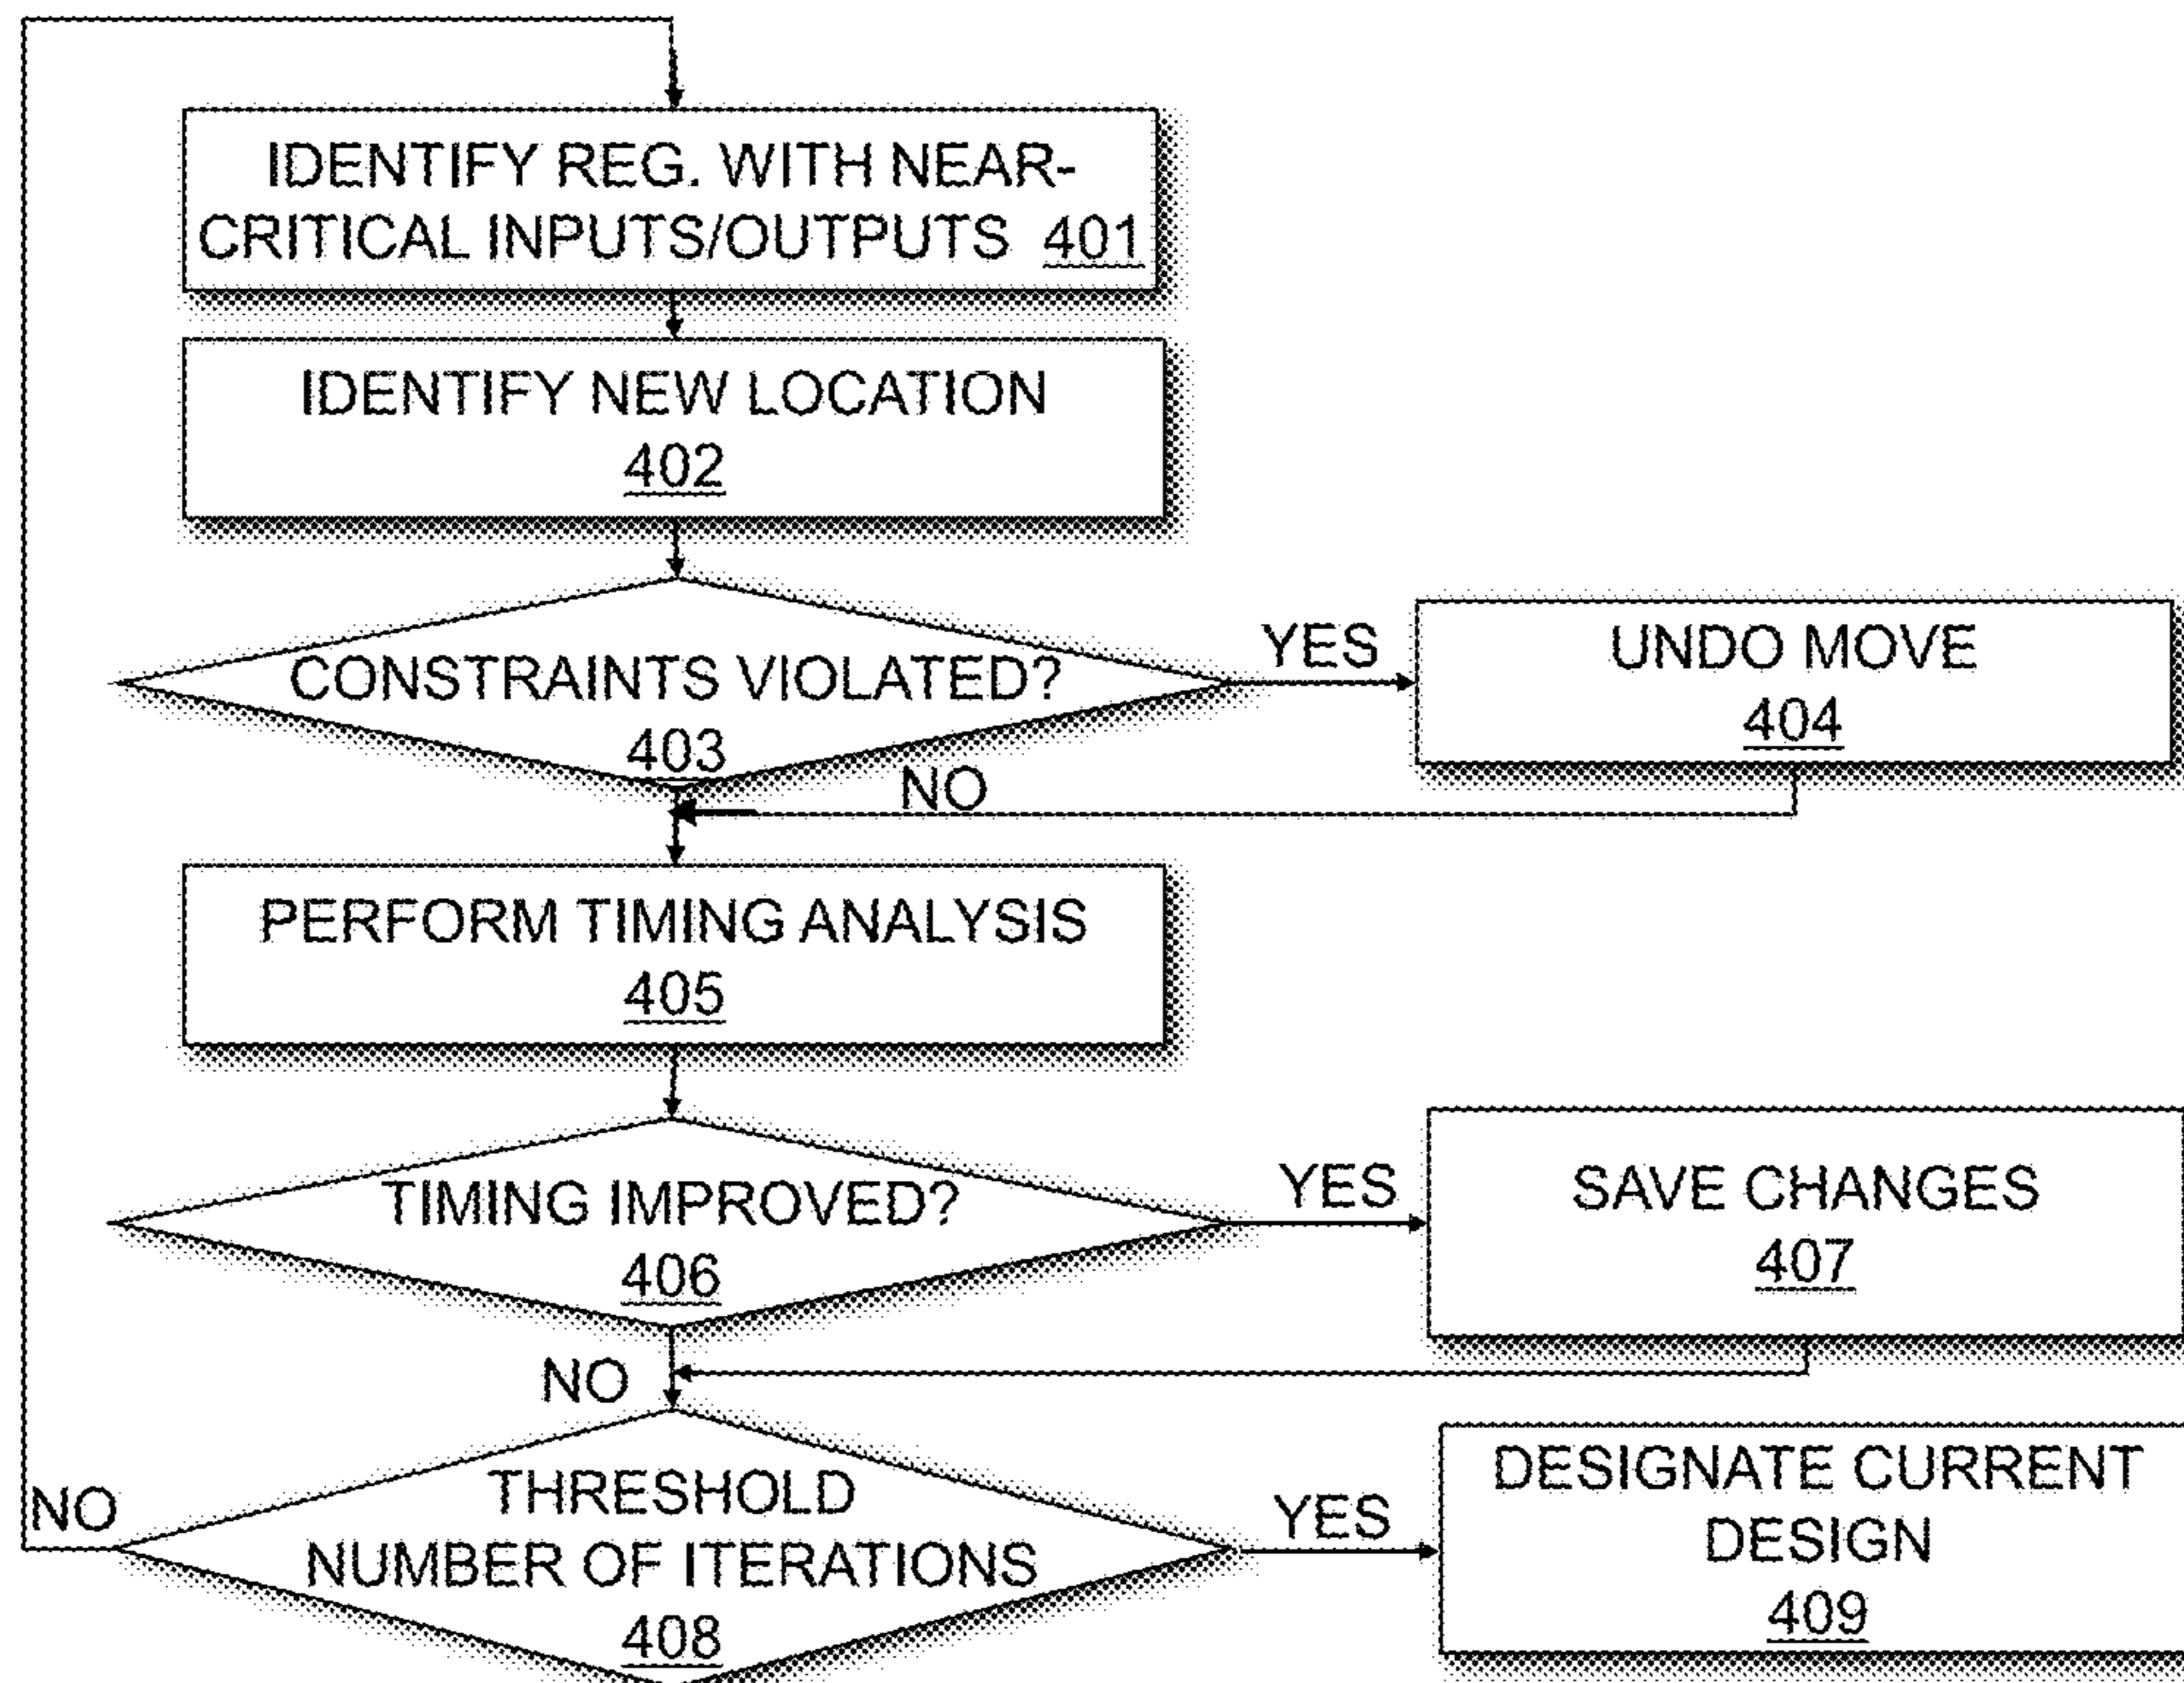 IDENTIFY REG. WITH NEAR-
CRITICAL INPUTS/OUTPUTS 401
IDENTIFY NEW LOCATION
402
CONSTRAINTS VIOLATED?
403
YES
UNDO MOVE
404
NO
PERFORM TIMING ANALYSIS
405
TIMING IMPROVED?
406
YES
SAVE CHANGES
407
NO
THRESHOLD
NUMBER OF ITERATIONS
408
NO
YES
DESIGNATE CURRENT
DESIGN
409